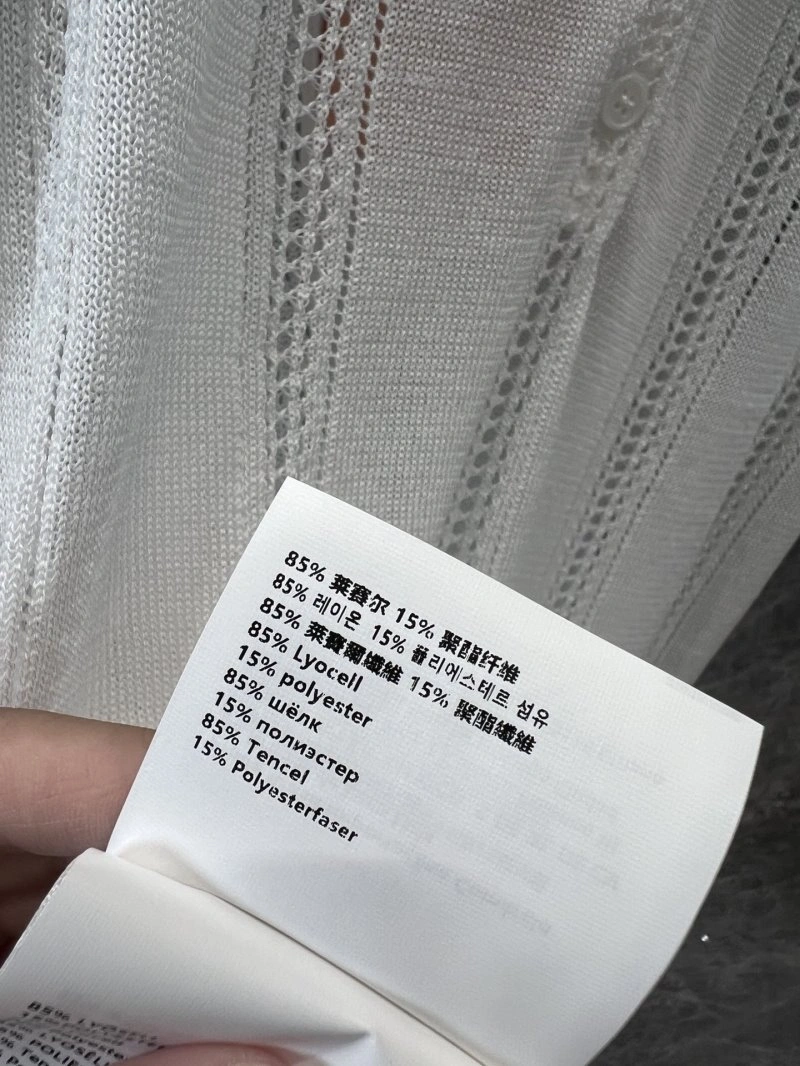 85% 莱赛尔 15% 聚酯纤维
85% 레이온 15% 폴리에스테르 섬유
85% 萊賽爾纖維 15% 聚酯纖維
85% Lyocell
15% polyester
85% шёлк
15% полиэстер
85% Tencel
15% Polyesterfaser
85% LYOSELL